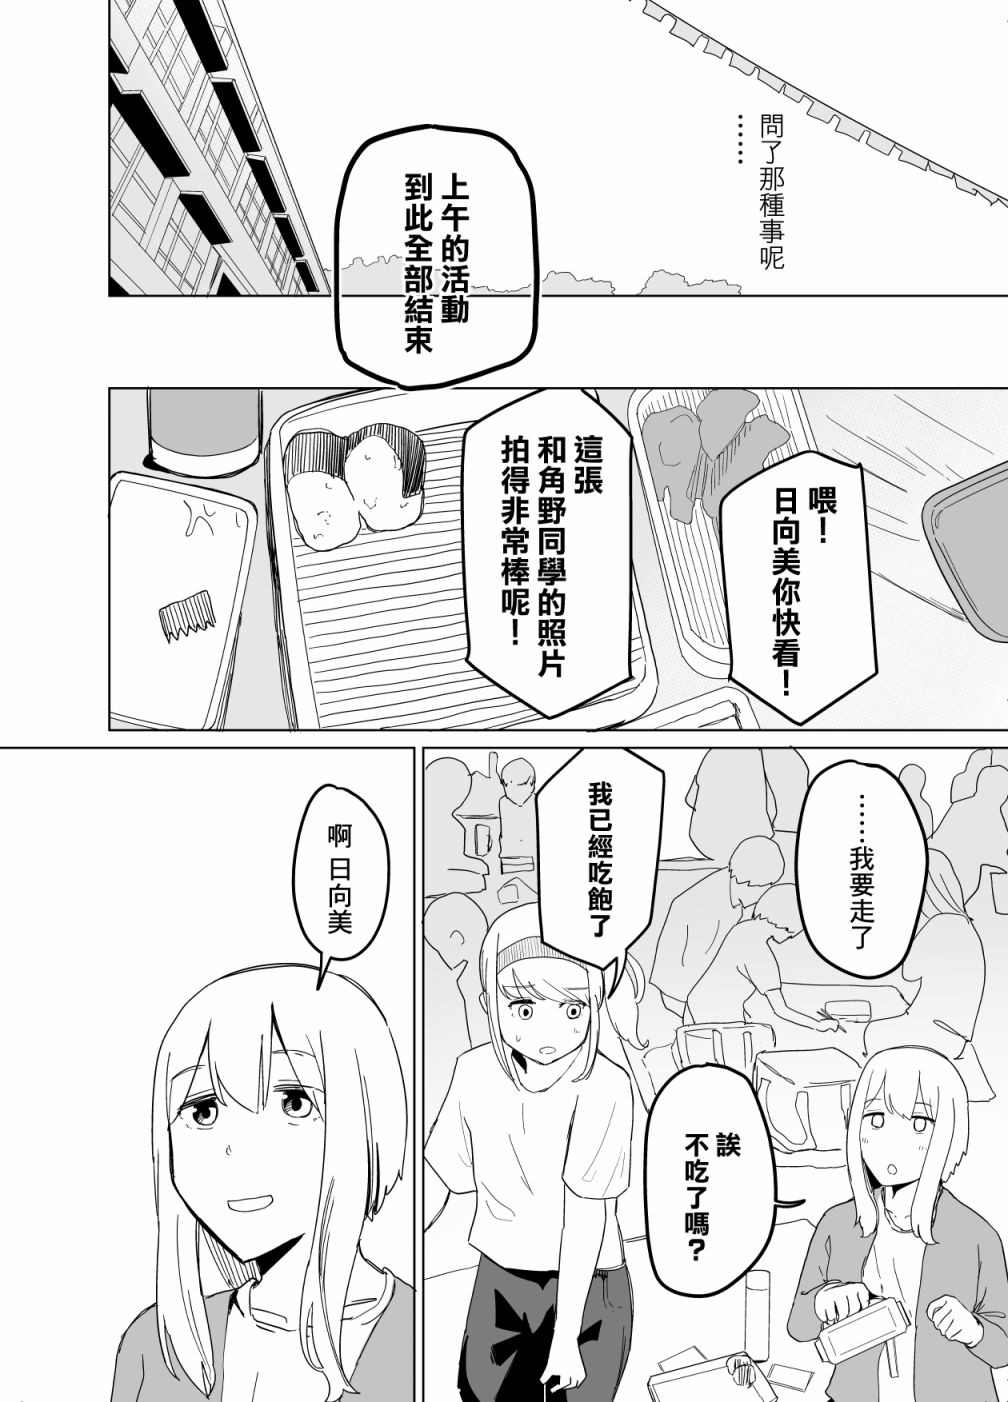 問了那種事呢
……
上午的活動
到此全部結束
喂！
日向美你快看！
這張
和角野同學的照片
拍得非常棒呢！
……我要走了
我已經吃飽了
誒
不吃了嗎？
啊 日向美